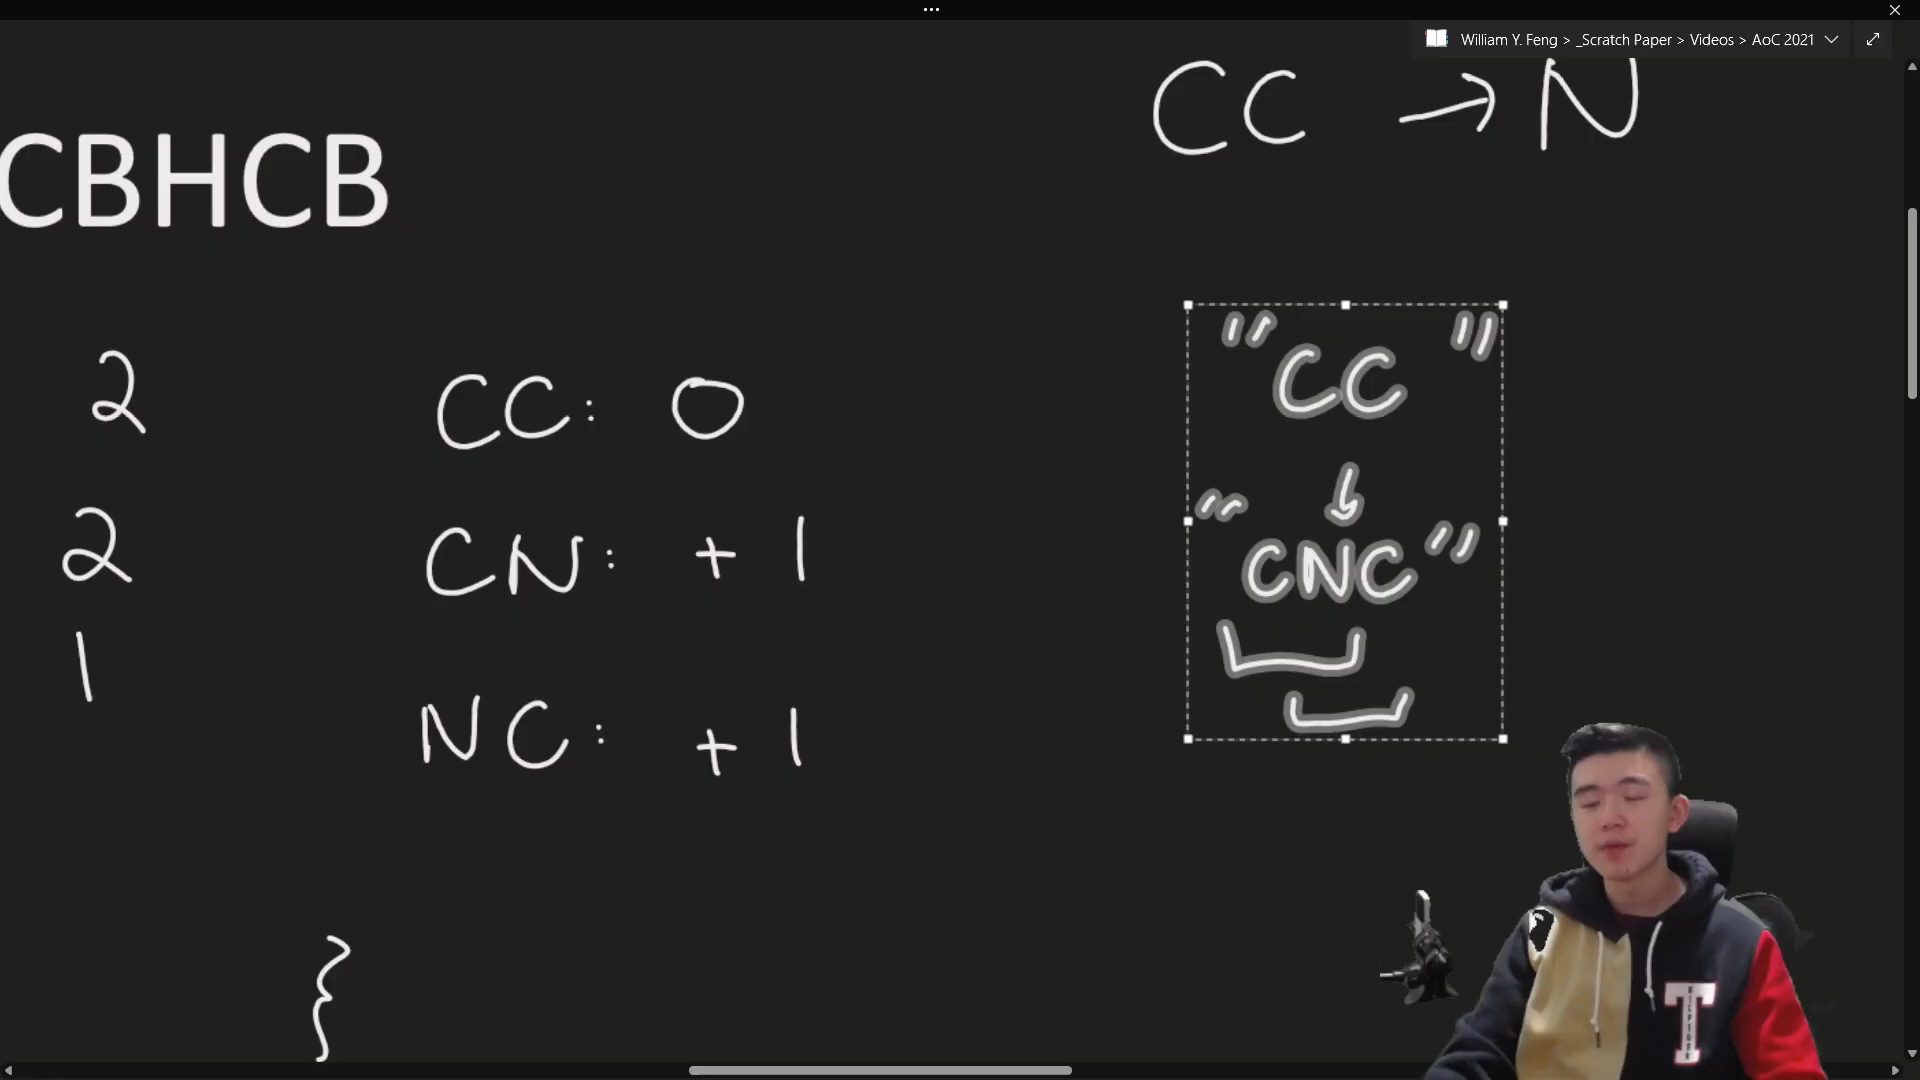 ...
William Y. Feng > _Scratch Paper > Videos > AoC 2021
CC → N
CBHCB
2
CC: 0
2
CN: + 1
1
NC: + 1
}
"CC"
↓
"CNC"
T